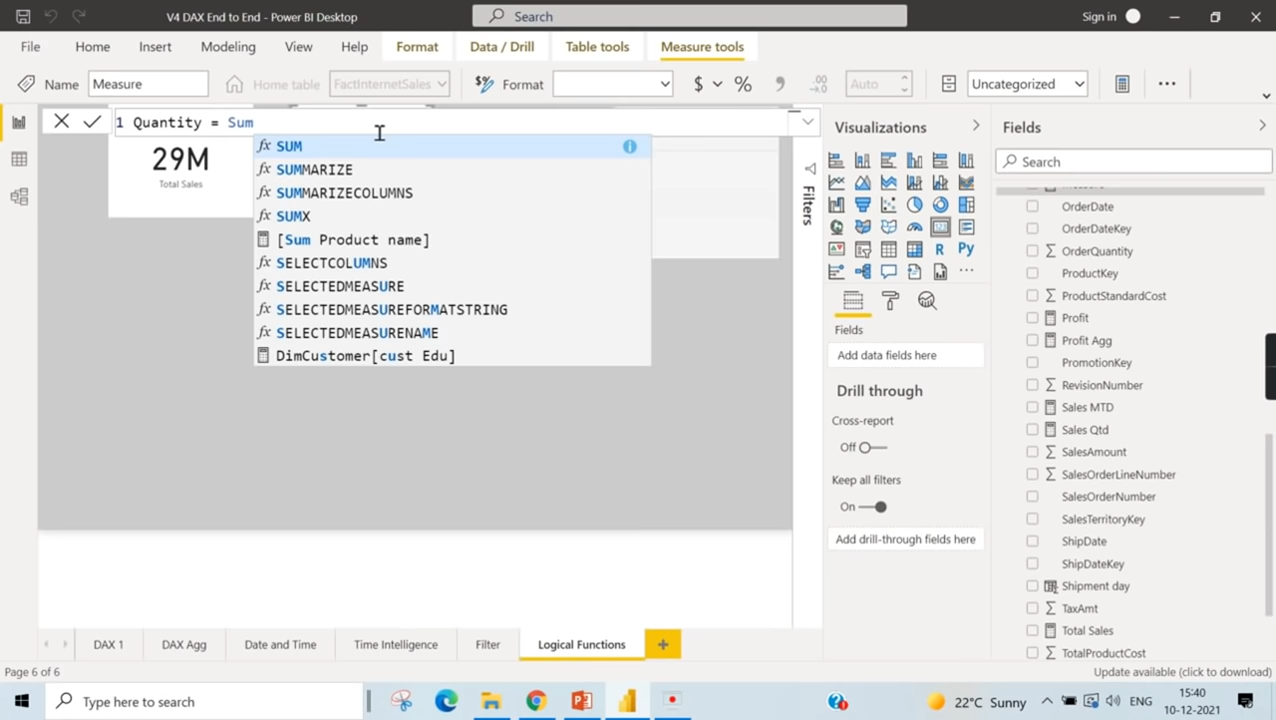 V4 DAX End to End - Power BI Desktop
Search
Sign in
File
Home
Insert
Modeling
View
Help
Format
Data / Drill
Table tools
Measure tools
Name
Measure
Home table
FactInternetSales
Format
$
%
Auto
Uncategorized
1 Quantity = Sum
SUM
SUMMARIZE
SUMMARIZECOLUMNS
SUMX
[Sum Product name]
SELECTCOLUMNS
SELECTEDMEASURE
SELECTEDMEASUREFORMATSTRING
SELECTEDMEASURENAME
DimCustomer[cust Edu]
29M
Total Sales
Filters
Visualizations
R
Py
Fields
Add data fields here
Drill through
Cross-report
Off
Keep all filters
On
Add drill-through fields here
Fields
Search
OrderDate
OrderDateKey
OrderQuantity
ProductKey
ProductStandardCost
Profit
Profit Agg
PromotionKey
RevisionNumber
Sales MTD
Sales Qtd
SalesAmount
SalesOrderLineNumber
SalesOrderNumber
SalesTerritoryKey
ShipDate
ShipDateKey
Shipment day
TaxAmt
Total Sales
TotalProductCost
DAX 1
DAX Agg
Date and Time
Time Intelligence
Filter
Logical Functions
Page 6 of 6
Update available (click to download)
Type here to search
22°C Sunny
ENG
15:40
10-12-2021